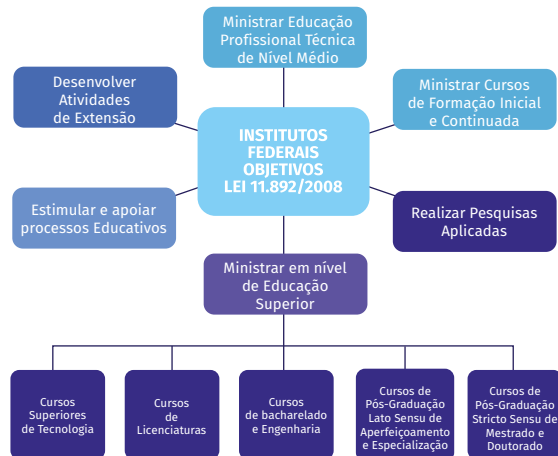 Ministrar Educação
Profissional Técnica
de Nível Médio
Desenvolver
Atividades
de Extensão
Ministrar Cursos
de Formação Inicial
e Continuada
INSTITUTOS
FEDERAIS
OBJETIVOS
LEI 11.892/2008
Estimular e apoiar
processos Educativos
Realizar Pesquisas
Aplicadas
Ministrar em nível
de Educação
Superior
Cursos
Superiores
de Tecnologia
Cursos
de
Licenciaturas
Cursos
de bacharelado
e Engenharia
Cursos de
Pós-Graduação
Lato Sensu de
Aperfeiçoamento
e Especialização
Cursos de
Pós-Graduação
Stricto Sensu de
Mestrado e
Doutorado